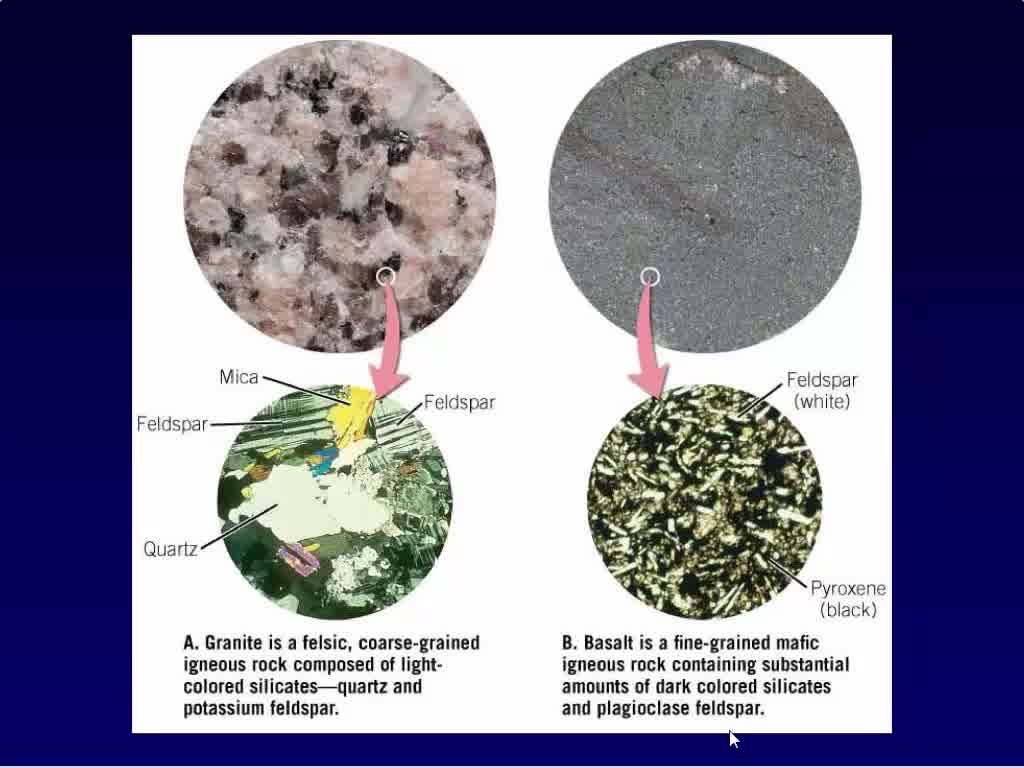 Mica
Feldspar
Feldspar
Quartz
Feldspar
(white)
Pyroxene
(black)
A. Granite is a felsic, coarse-grained
igneous rock composed of light-
colored silicates—quartz and
potassium feldspar.
B. Basalt is a fine-grained mafic
igneous rock containing substantial
amounts of dark colored silicates
and plagioclase feldspar.